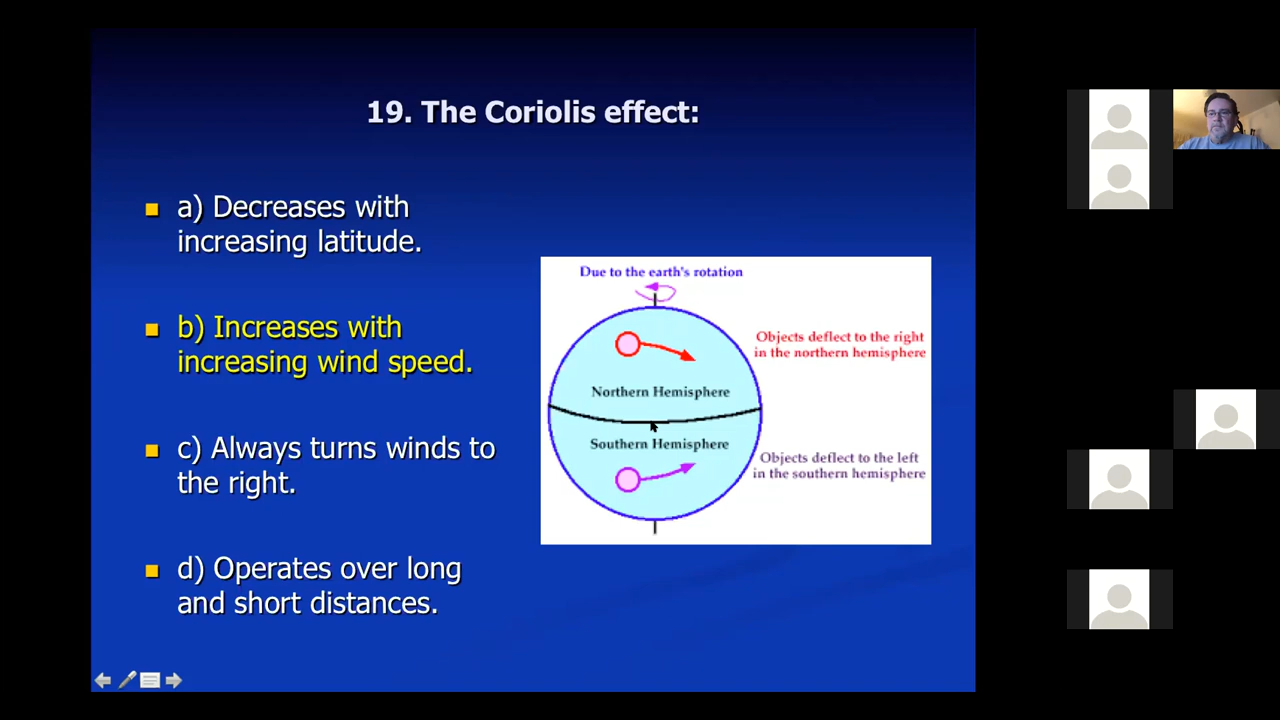 19. The Coriolis effect:
a) Decreases with
increasing latitude.
b) Increases with
increasing wind speed.
c) Always turns winds to
the right.
d) Operates over long
and short distances.
Due to the earth's rotation
Objects deflect to the right
in the northern hemisphere
Northern Hemisphere
Southern Hemisphere
Objects deflect to the left
in the southern hemisphere